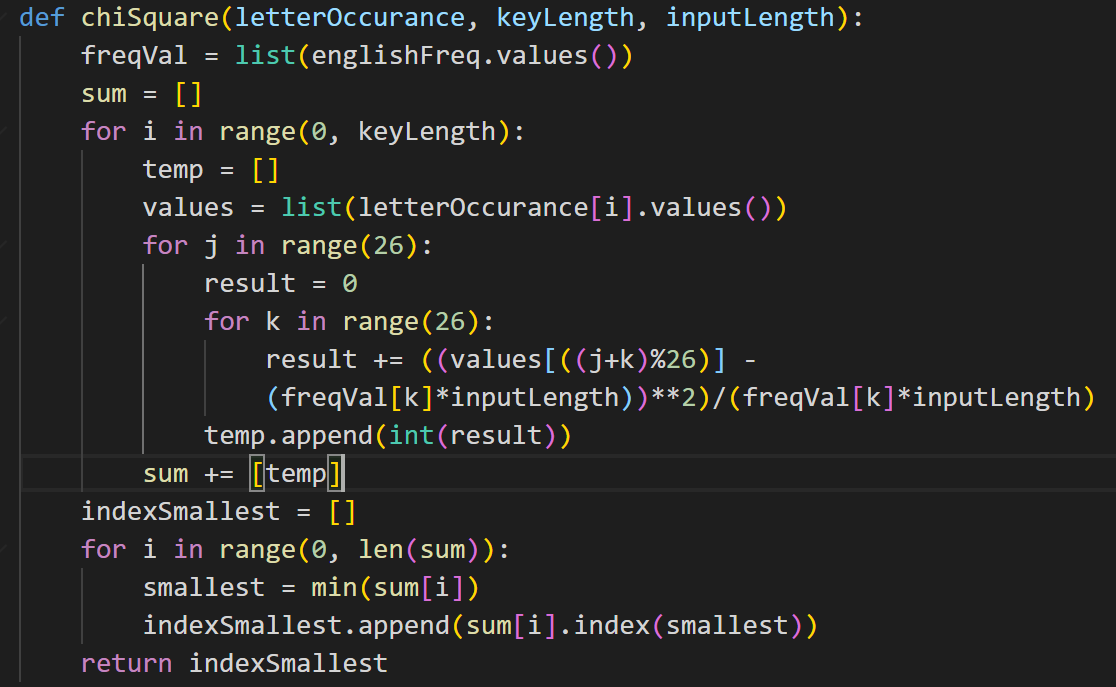 def chiSquare(letterOccurance, keyLength, inputLength):
    freqVal = list(englishFreq.values())
    sum = []
    for i in range(0, keyLength):
        temp = []
        values = list(letterOccurance[i].values())
        for j in range(26):
            result = 0
            for k in range(26):
                result += ((values[((j+k)%26)] -
                (freqVal[k]*inputLength))**2)/(freqVal[k]*inputLength)
            temp.append(int(result))
        sum += [temp]
    indexSmallest = []
    for i in range(0, len(sum)):
        smallest = min(sum[i])
        indexSmallest.append(sum[i].index(smallest))
    return indexSmallest